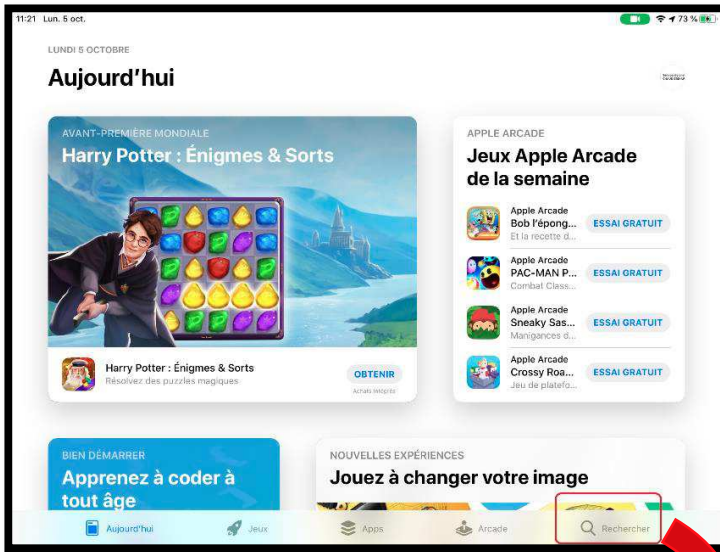 11:21 Lun. 5 oct.
73 %
LUNDI 5 OCTOBRE
Aujourd'hui
AVANT-PREMIÈRE MONDIALE
Harry Potter : Énigmes & Sorts
Harry Potter : Énigmes & Sorts
Résolvez des puzzles magiques
OBTENIR
Achats intégrés
APPLE ARCADE
Jeux Apple Arcade
de la semaine
Apple Arcade
Bob l'épong...
Et la recette d...
ESSAI GRATUIT
Apple Arcade
PAC-MAN P...
Combat Class...
ESSAI GRATUIT
Apple Arcade
Sneaky Sas...
Manigances d...
ESSAI GRATUIT
Apple Arcade
Crossy Roa...
Jeu de platefo...
ESSAI GRATUIT
BIEN DÉMARRER
Apprenez à coder à
tout âge
NOUVELLES EXPÉRIENCES
Jouez à changer votre image
Aujourd'hui
Jeux
Apps
Arcade
Rechercher